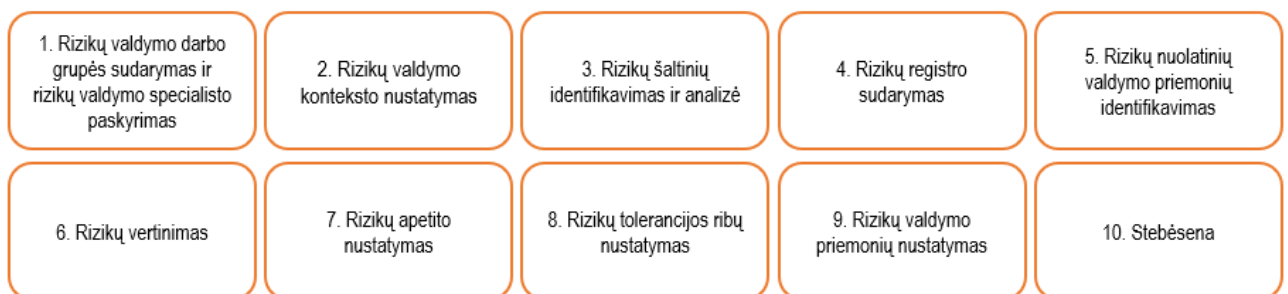 1. Rizikų valdymo darbo
grupės sudarymas ir
rizikų valdymo specialisto
paskyrimas
2. Rizikų valdymo
konteksto nustatymas
3. Rizikų šaltinių
identifikavimas ir analizė
4. Rizikų registro
sudarymas
5. Rizikų nuolatinių
valdymo priemonių
identifikavimas
6. Rizikų vertinimas
7. Rizikų apetito
nustatymas
8. Rizikų tolerancijos ribų
nustatymas
9. Rizikų valdymo
priemonių nustatymas
10. Stebėsena